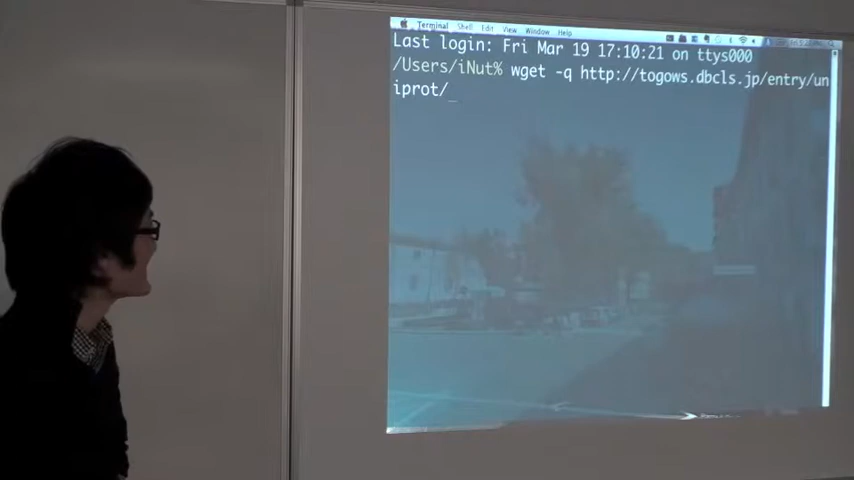 Terminal Shell Edit View Window Help
Last login: Fri Mar 19 17:10:21 on ttys000
/Users/iNut% wget -q http://togows.dbcls.jp/entry/un
iprot/_